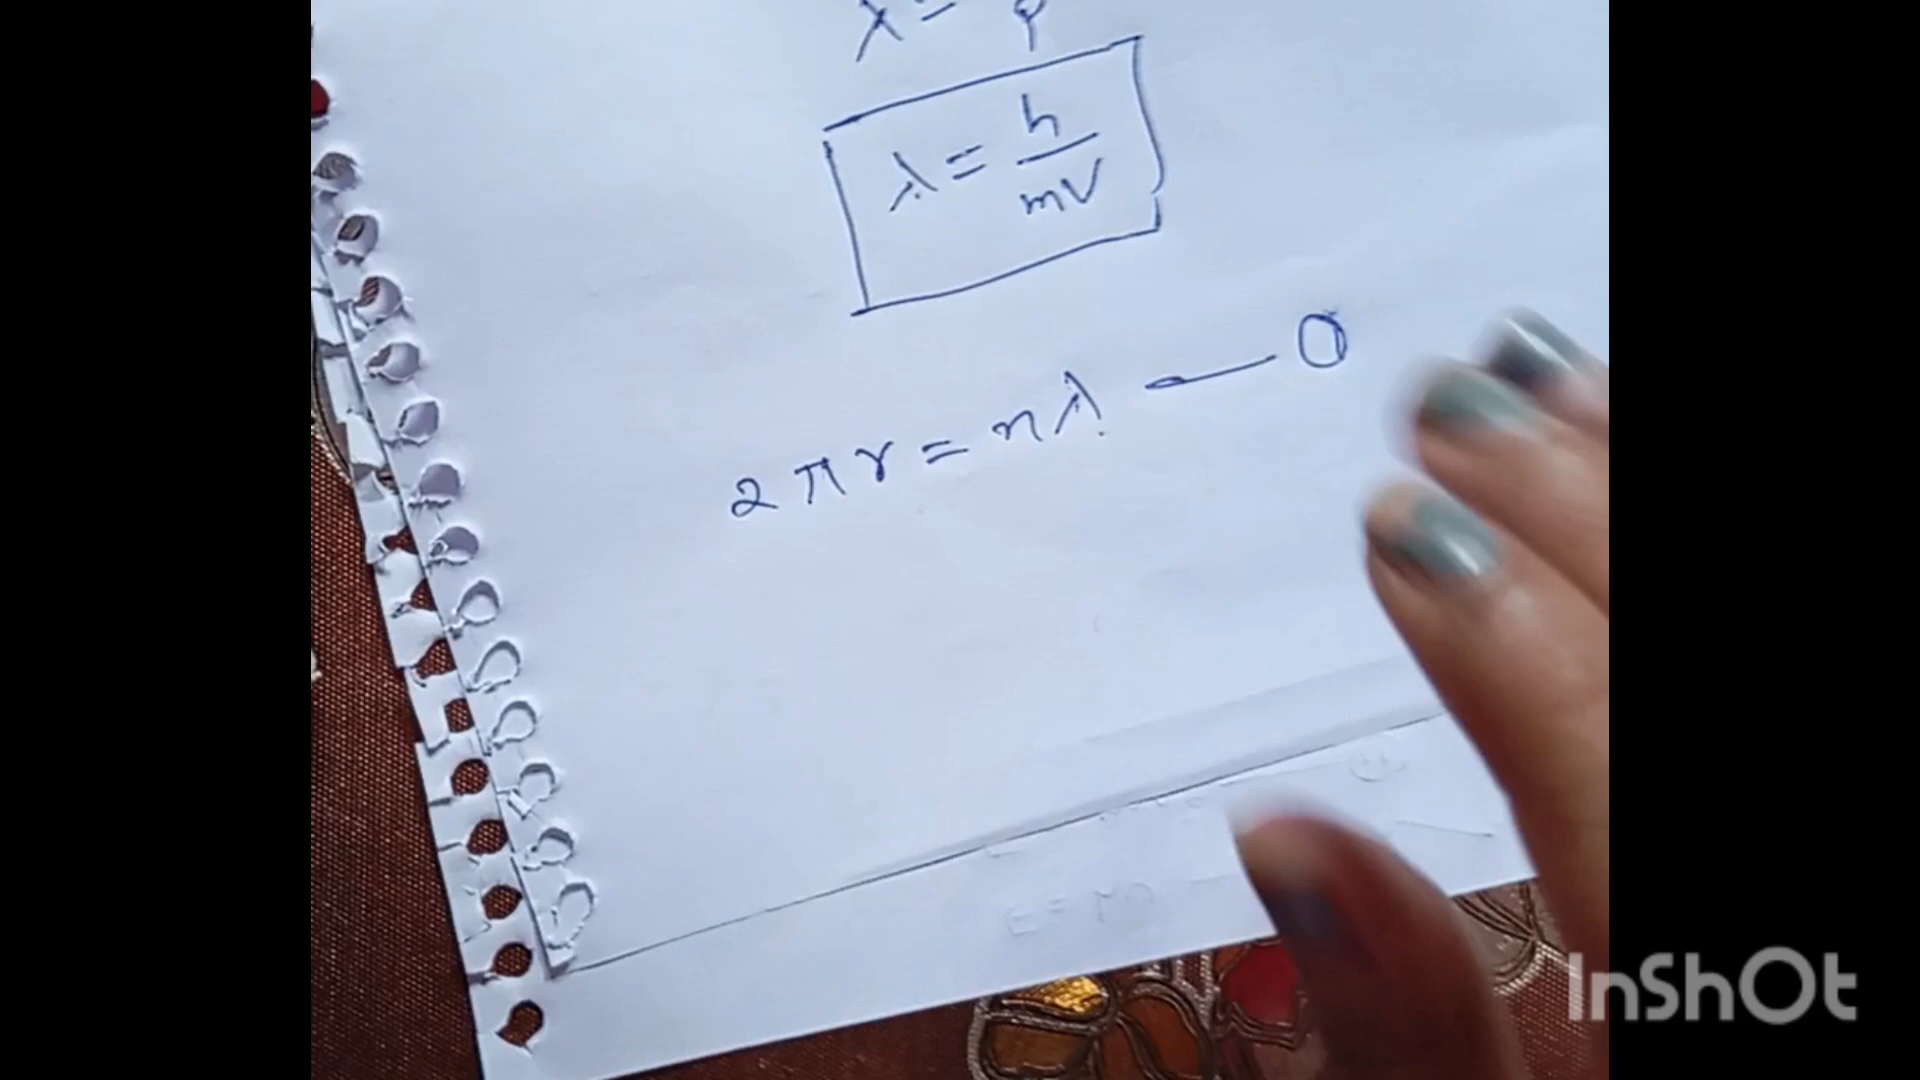 λ = h/p
λ = h/mv
2πr = nλ — ①
InShOt